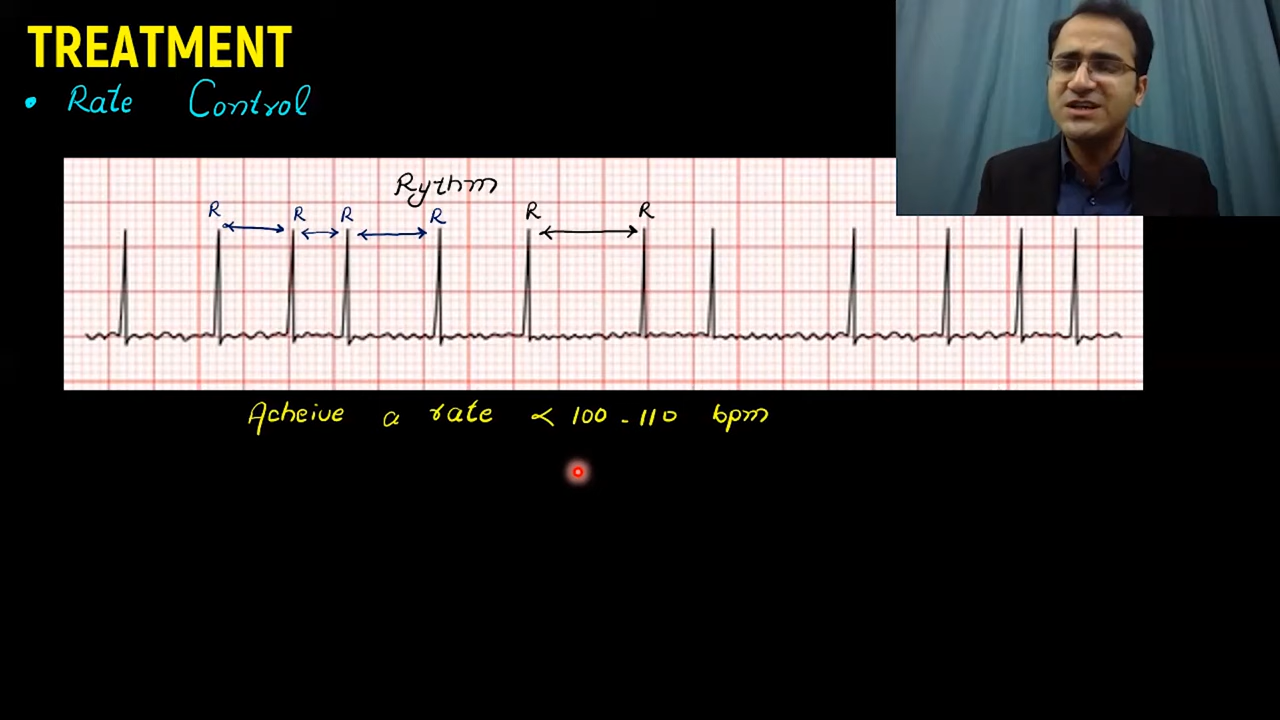 TREATMENT
• Rate Control
Rythm
R R R R R R
Acheive a rate < 100 - 110 bpm